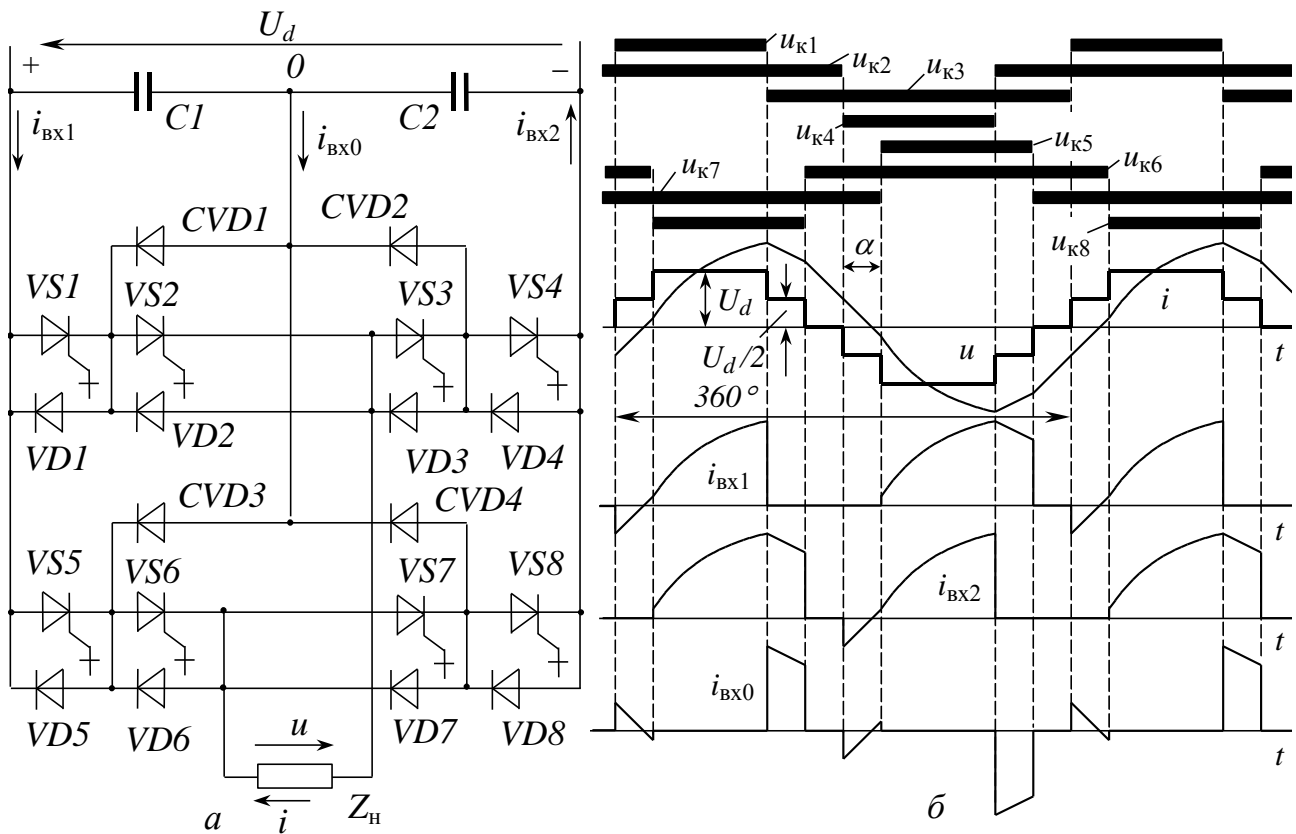 U_d
+ 0 −
C1 C2
i_вх1 i_вх0 i_вх2
CVD1 CVD2
VS1 VS2 VS3 VS4
VD1 VD2 VD3 VD4
CVD3 CVD4
VS5 VS6 VS7 VS8
VD5 VD6 VD7 VD8
u
i
Z_н
а
u_к1
u_к2
u_к3
u_к4
u_к5
u_к7 u_к6
u_к8
α
U_d
i
U_d/2
u
t
360°
i_вх1
t
i_вх2
t
i_вх0
t
б